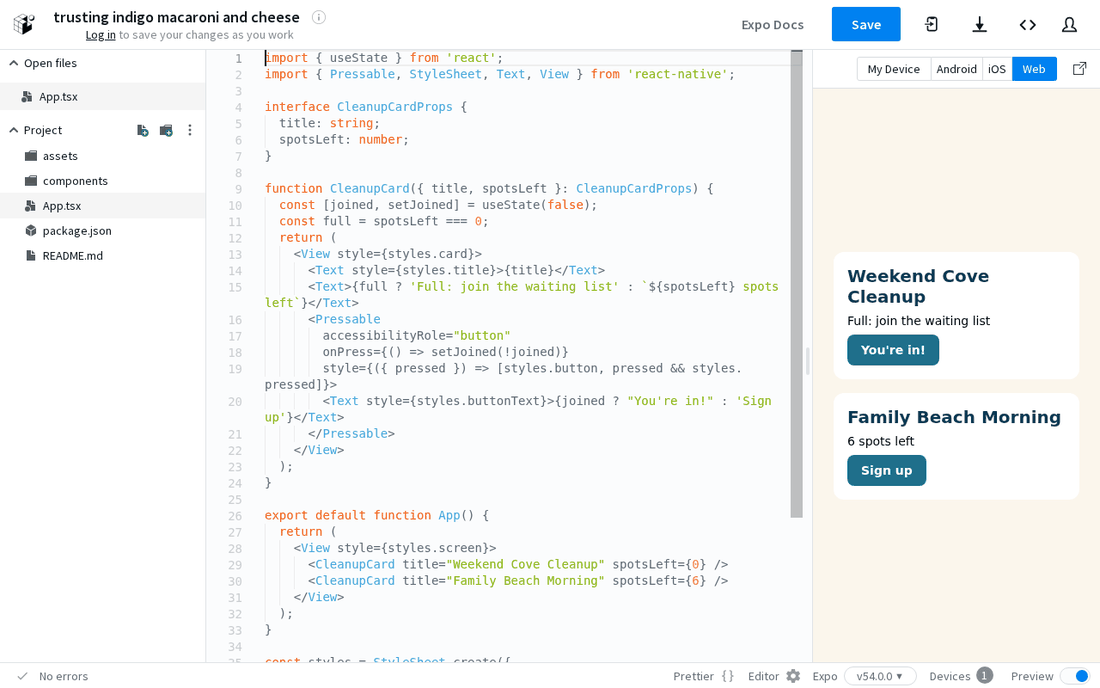 trusting indigo macaroni and cheese
Log in to save your changes as you work
Expo Docs
Save
Open files
App.tsx
Project
assets
components
App.tsx
package.json
README.md
1 import { useState } from 'react';
2 import { Pressable, StyleSheet, Text, View } from 'react-native';
3
4 interface CleanupCardProps {
5 title: string;
6 spotsLeft: number;
7 }
8
9 function CleanupCard({ title, spotsLeft }: CleanupCardProps) {
10 const [joined, setJoined] = useState(false);
11 const full = spotsLeft === 0;
12 return (
13 <View style={styles.card}>
14 <Text style={styles.title}>{title}</Text>
15 <Text>{full ? 'Full: join the waiting list' : `${spotsLeft} spots
left`}</Text>
16 <Pressable
17 accessibilityRole="button"
18 onPress={() => setJoined(!joined)}
19 style={({ pressed }) => [styles.button, pressed && styles.
pressed]}>
20 <Text style={styles.buttonText}>{joined ? "You're in!" : 'Sign
up'}</Text>
21 </Pressable>
22 </View>
23 );
24 }
25
26 export default function App() {
27 return (
28 <View style={styles.screen}>
29 <CleanupCard title="Weekend Cove Cleanup" spotsLeft={0} />
30 <CleanupCard title="Family Beach Morning" spotsLeft={6} />
31 </View>
32 );
33 }
34
35 const styles = StyleSheet.create({
My Device
Android
iOS
Web
Weekend Cove
Cleanup
Full: join the waiting list
You're in!
Family Beach Morning
6 spots left
Sign up
No errors
Prettier {}
Editor
Expo
v54.0.0
Devices 1
Preview